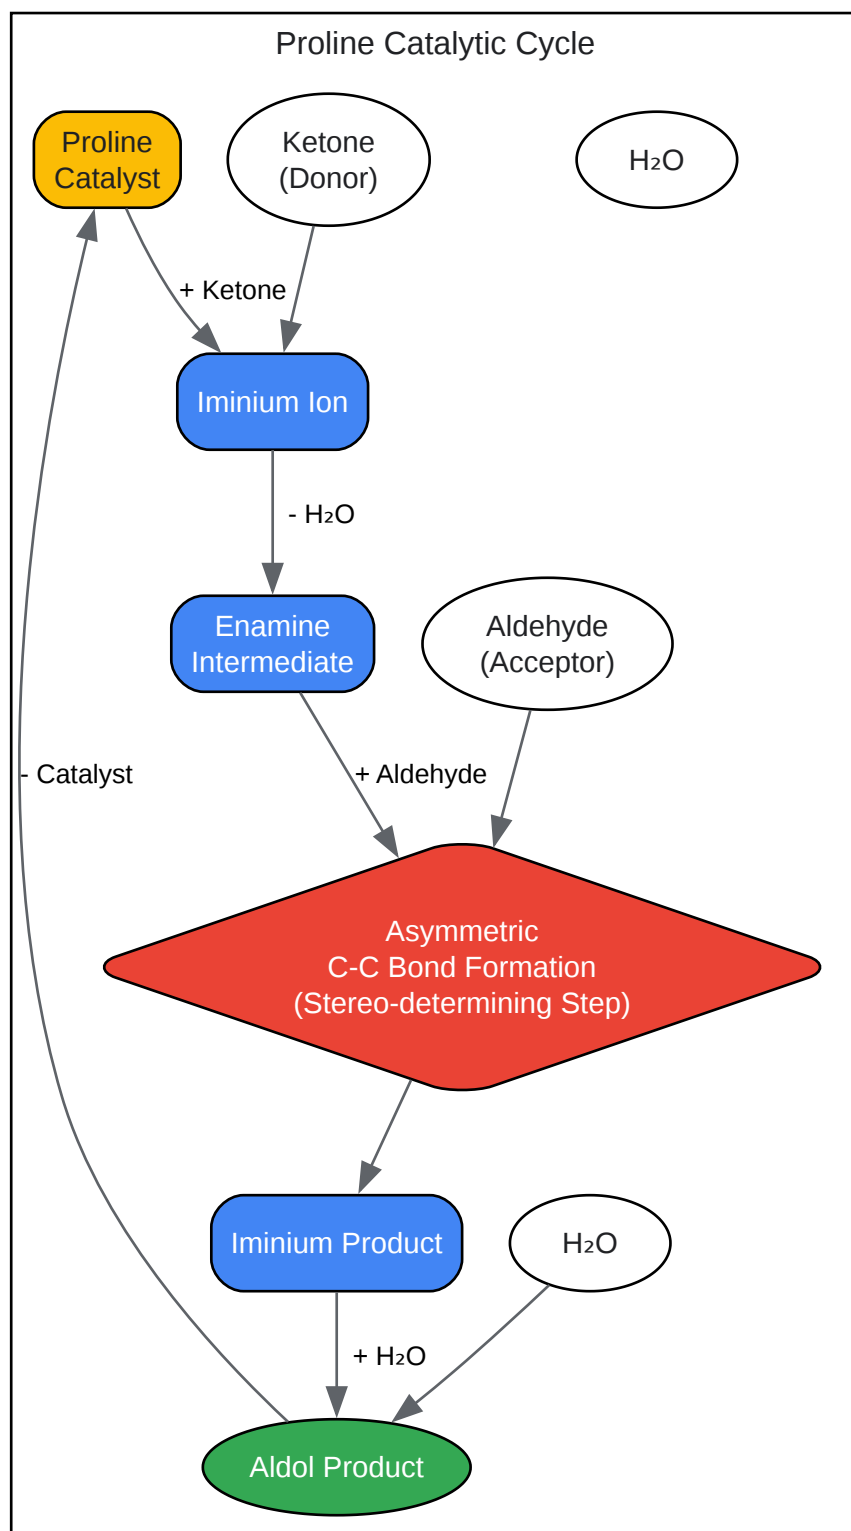 Proline Catalytic Cycle
Proline
Catalyst
Ketone
(Donor)
H₂O
+ Ketone
Iminium Ion
- H₂O
Enamine
Intermediate
Aldehyde
(Acceptor)
- Catalyst
+ Aldehyde
Asymmetric
C-C Bond Formation
(Stereo-determining Step)
Iminium Product
H₂O
+ H₂O
Aldol Product